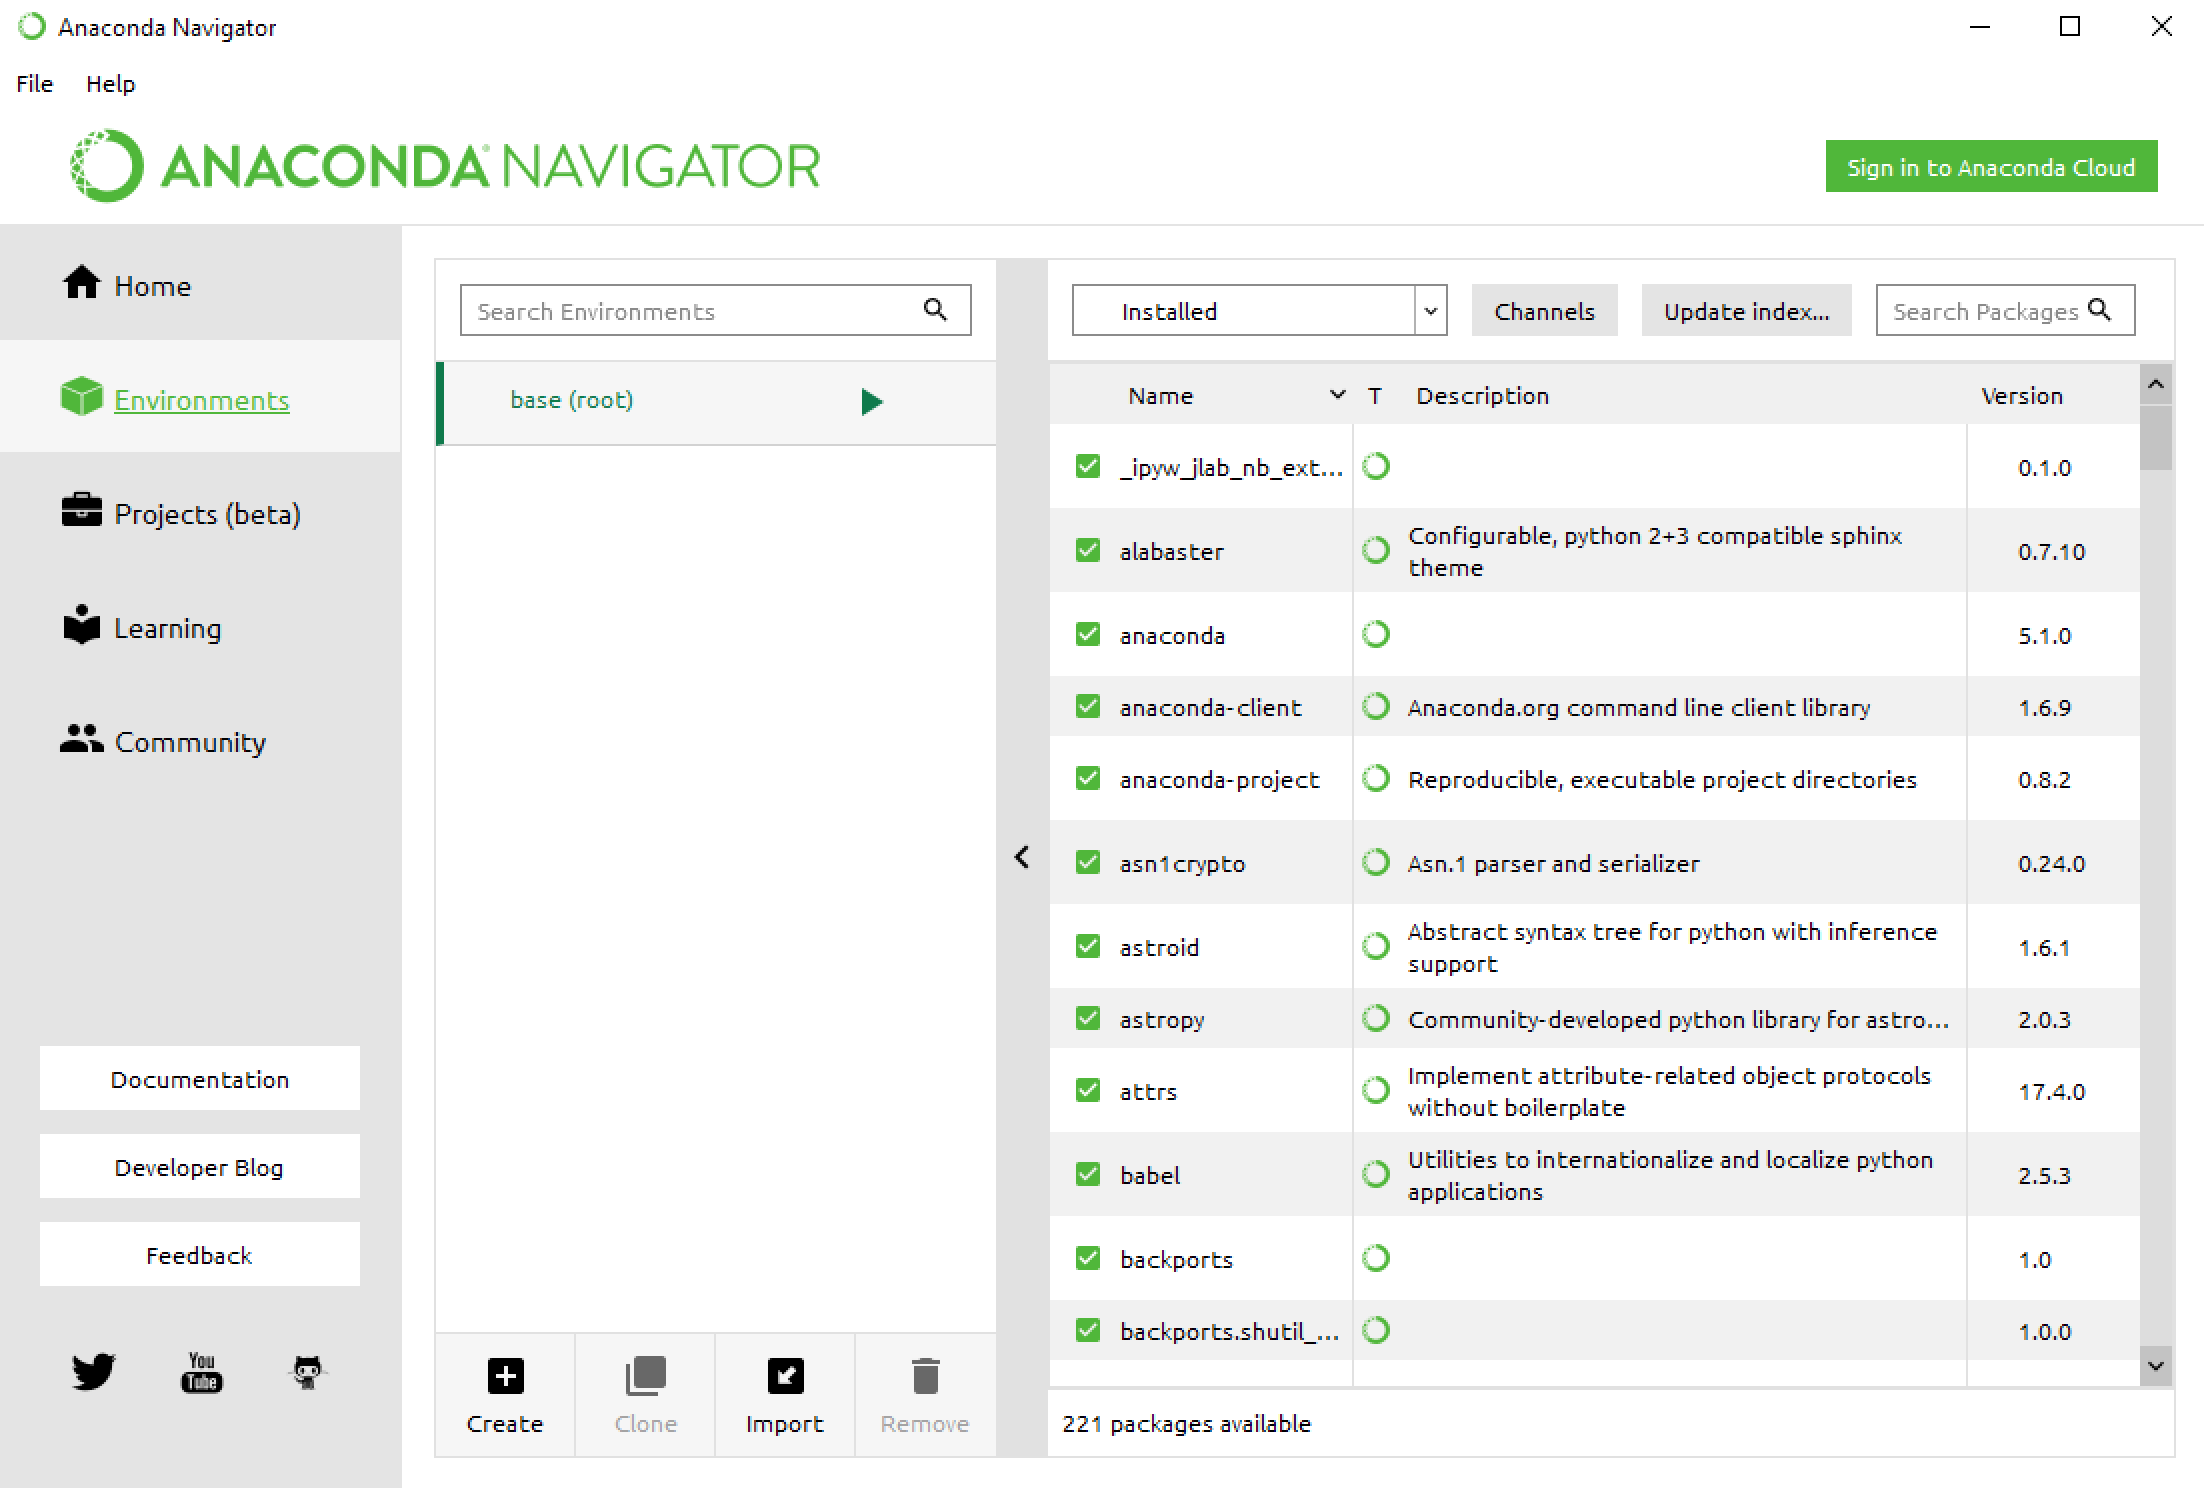 Anaconda Navigator
File Help
ANACONDA NAVIGATOR
Sign in to Anaconda Cloud
Home
Environments
Projects (beta)
Learning
Community
Documentation
Developer Blog
Feedback
You
Tube
Search Environments
base (root)
Create Clone Import Remove
Installed Channels Update index... Search Packages
Name T Description Version
_ipyw_jlab_nb_ext... 0.1.0
alabaster Configurable, python 2+3 compatible sphinx
theme 0.7.10
anaconda 5.1.0
anaconda-client Anaconda.org command line client library 1.6.9
anaconda-project Reproducible, executable project directories 0.8.2
asn1crypto Asn.1 parser and serializer 0.24.0
astroid Abstract syntax tree for python with inference
support 1.6.1
astropy Community-developed python library for astro... 2.0.3
attrs Implement attribute-related object protocols
without boilerplate 17.4.0
babel Utilities to internationalize and localize python
applications 2.5.3
backports 1.0
backports.shutil_... 1.0.0
221 packages available